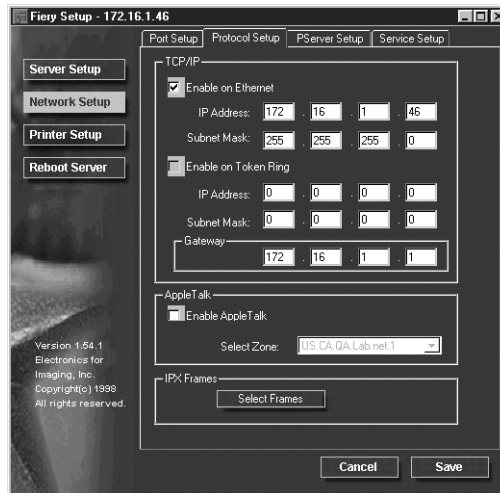 Fiery Setup - 172.16.1.46
Port Setup Protocol Setup PServer Setup Service Setup
Server Setup
Network Setup
Printer Setup
Reboot Server
TCP/IP
Enable on Ethernet
IP Address: 172 . 16 . 1 . 46
Subnet Mask: 255 . 255 . 255 . 0
Enable on Token Ring
IP Address: 0 . 0 . 0 . 0
Subnet Mask: 0 . 0 . 0 . 0
Gateway
172 . 16 . 1 . 1
AppleTalk
Enable AppleTalk
Select Zone: US.CA.QA.Lab.net.1
IPX Frames
Select Frames
Version 1.54.1
Electronics for
Imaging, Inc.
Copyright(c) 1998
All rights reserved.
Cancel Save